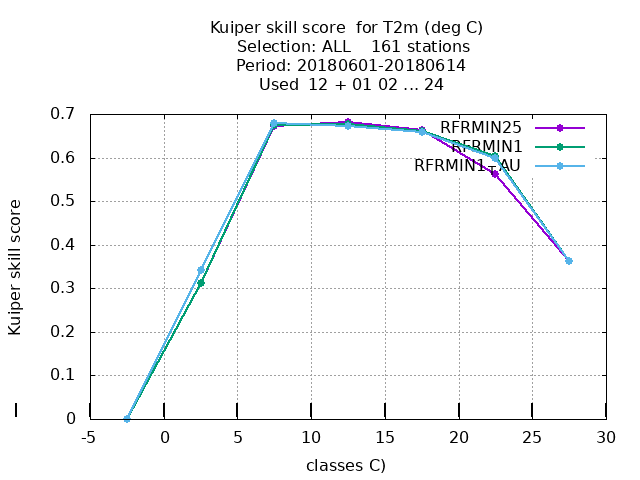 Kuiper skill score  for T2m (deg C)
Selection: ALL    161 stations
Period: 20180601-20180614
Used  12 + 01 02 ... 24
Kuiper skill score
0.7
0.6
0.5
0.4
0.3
0.2
0.1
0
-5
0
5
10
15
20
25
30
classes C)
RFRMIN25
RFRMIN1
RFRMIN1_AU